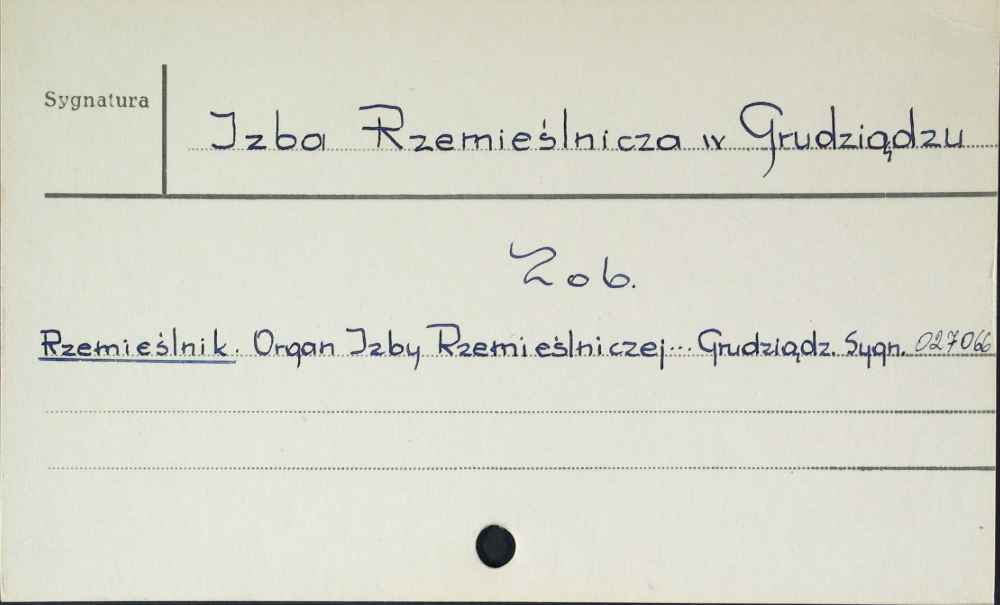 Sygnatura
Izba Rzemieślnicza w Grudziądzu
Zob.
Rzemieślnik. Organ Izby Rzemieślniczej... Grudziądz. Sygn. 027066